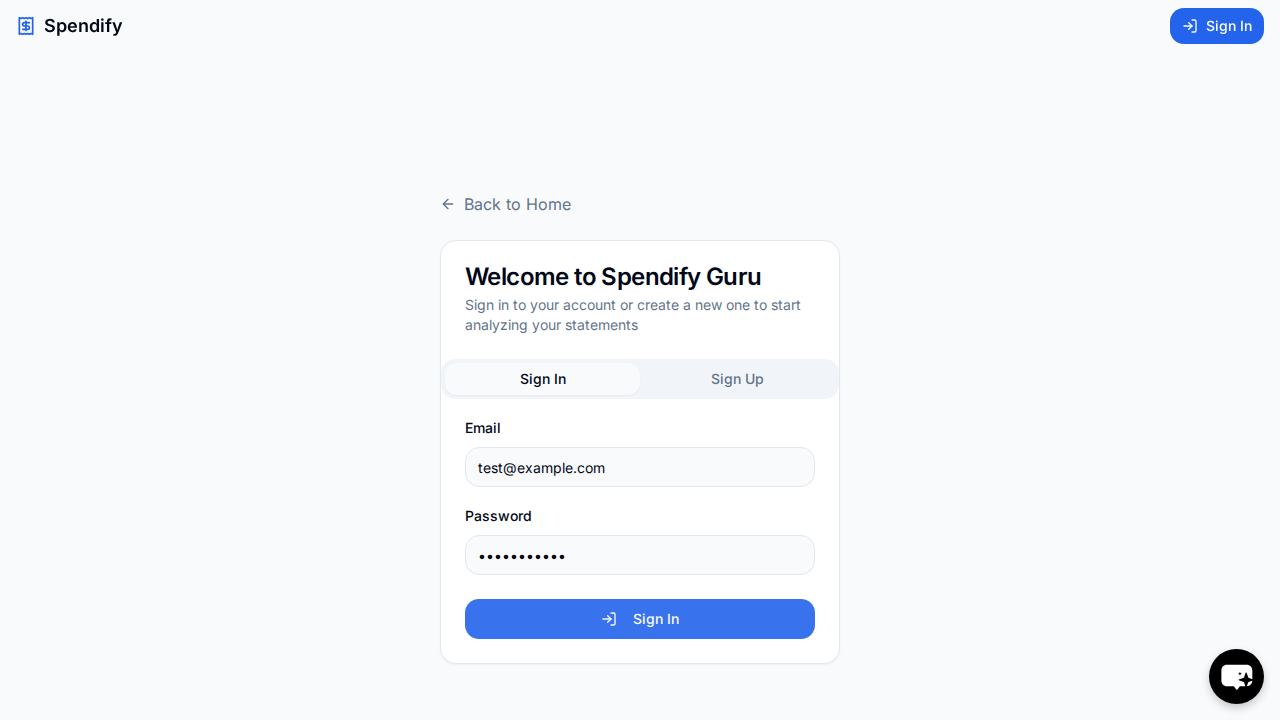 Spendify
Sign In
Back to Home
Welcome to Spendify Guru
Sign in to your account or create a new one to start
analyzing your statements
Sign In
Sign Up
Email
test@example.com
Password
•••••••••••
Sign In